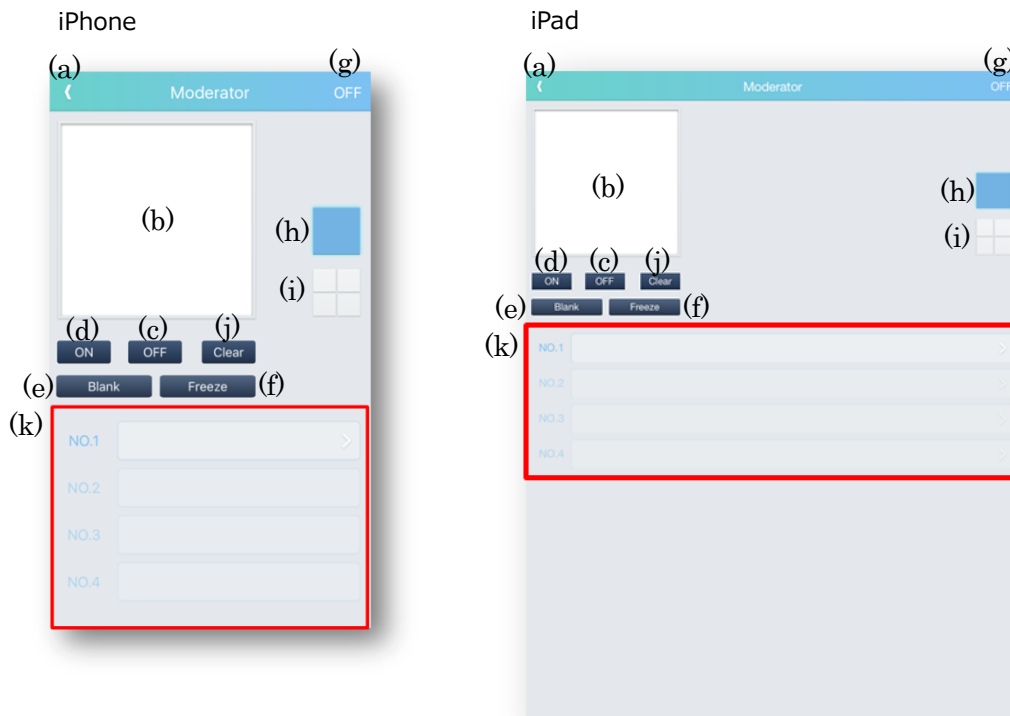 iPhone
(a)
(g)
Moderator
OFF
(b)
(h)
(i)
(d)
(c)
(j)
ON
OFF
Clear
(e)
Blank
Freeze
(f)
(k)
NO.1
NO.2
NO.3
NO.4
iPad
(a)
(g)
Moderator
OFF
(b)
(h)
(i)
(d)
(c)
(j)
ON
OFF
Clear
(e)
Blank
Freeze
(f)
(k)
NO.1
NO.2
NO.3
NO.4